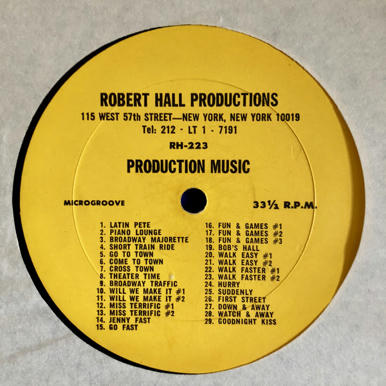 ROBERT HALL PRODUCTIONS
115 WEST 57th STREET—NEW YORK, NEW YORK 10019
Tel: 212 - LT 1 - 7191
RH-223
PRODUCTION MUSIC
MICROGROOVE
33½ R.P.M.
1. LATIN PETE
2. PIANO LOUNGE
3. BROADWAY MAJORETTE
4. SHORT TRAIN RIDE
5. GO TO TOWN
6. COME TO TOWN
7. CROSS TOWN
8. THEATER TIME
9. BROADWAY TRAFFIC
10. WILL WE MAKE IT #1
11. WILL WE MAKE IT #2
12. MISS TERRIFIC #1
13. MISS TERRIFIC #2
14. JENNY FAST
15. GO FAST
16. FUN & GAMES #1
17. FUN & GAMES #2
18. FUN & GAMES #3
19. BOB'S HALL
20. WALK EASY #1
21. WALK EASY #2
22. WALK FASTER #1
23. WALK FASTER #2
24. HURRY
25. SUDDENLY
26. FIRST STREET
27. DOWN & AWAY
28. WATCH & AWAY
29. GOODNIGHT KISS